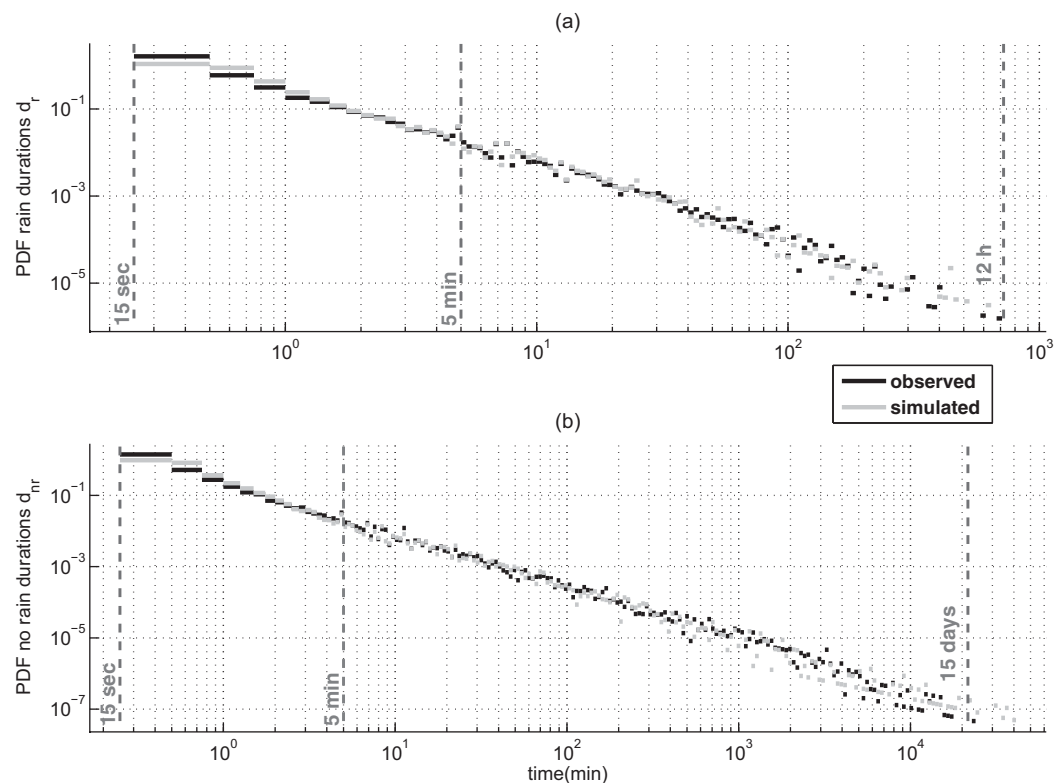 (a)
PDF rain durations d_r
10^-1
10^-3
10^-5
15 sec
5 min
12 h
10^0
10^1
10^2
10^3
observed
simulated
(b)
PDF no rain durations d_nr
10^-1
10^-3
10^-5
10^-7
15 sec
5 min
15 days
10^0
10^1
10^2
10^3
10^4
time(min)